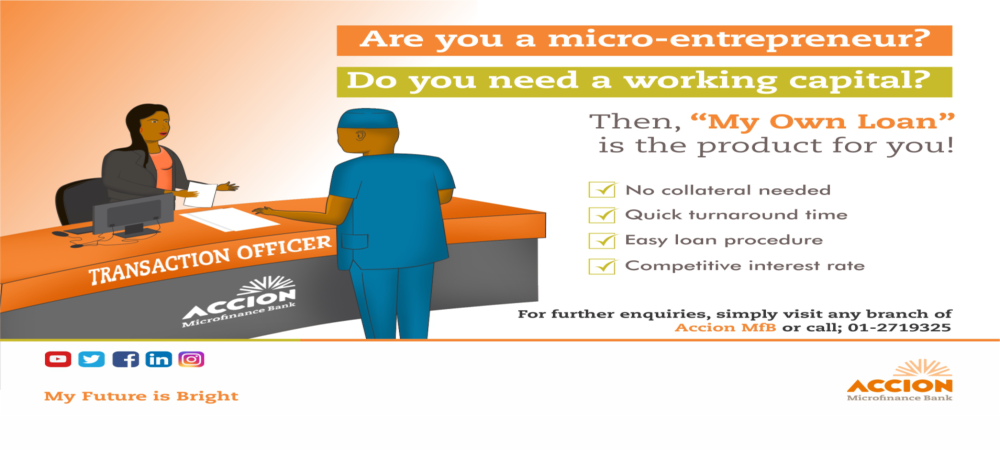 Are you a micro-entrepreneur?
Do you need a working capital?
Then, “My Own Loan”
is the product for you!
No collateral needed
Quick turnaround time
Easy loan procedure
Competitive interest rate
TRANSACTION OFFICER
ACCION
Microfinance Bank
For further enquiries, simply visit any branch of
Accion MfB or call; 01-2719325
My Future is Bright
ACCION
Microfinance Bank